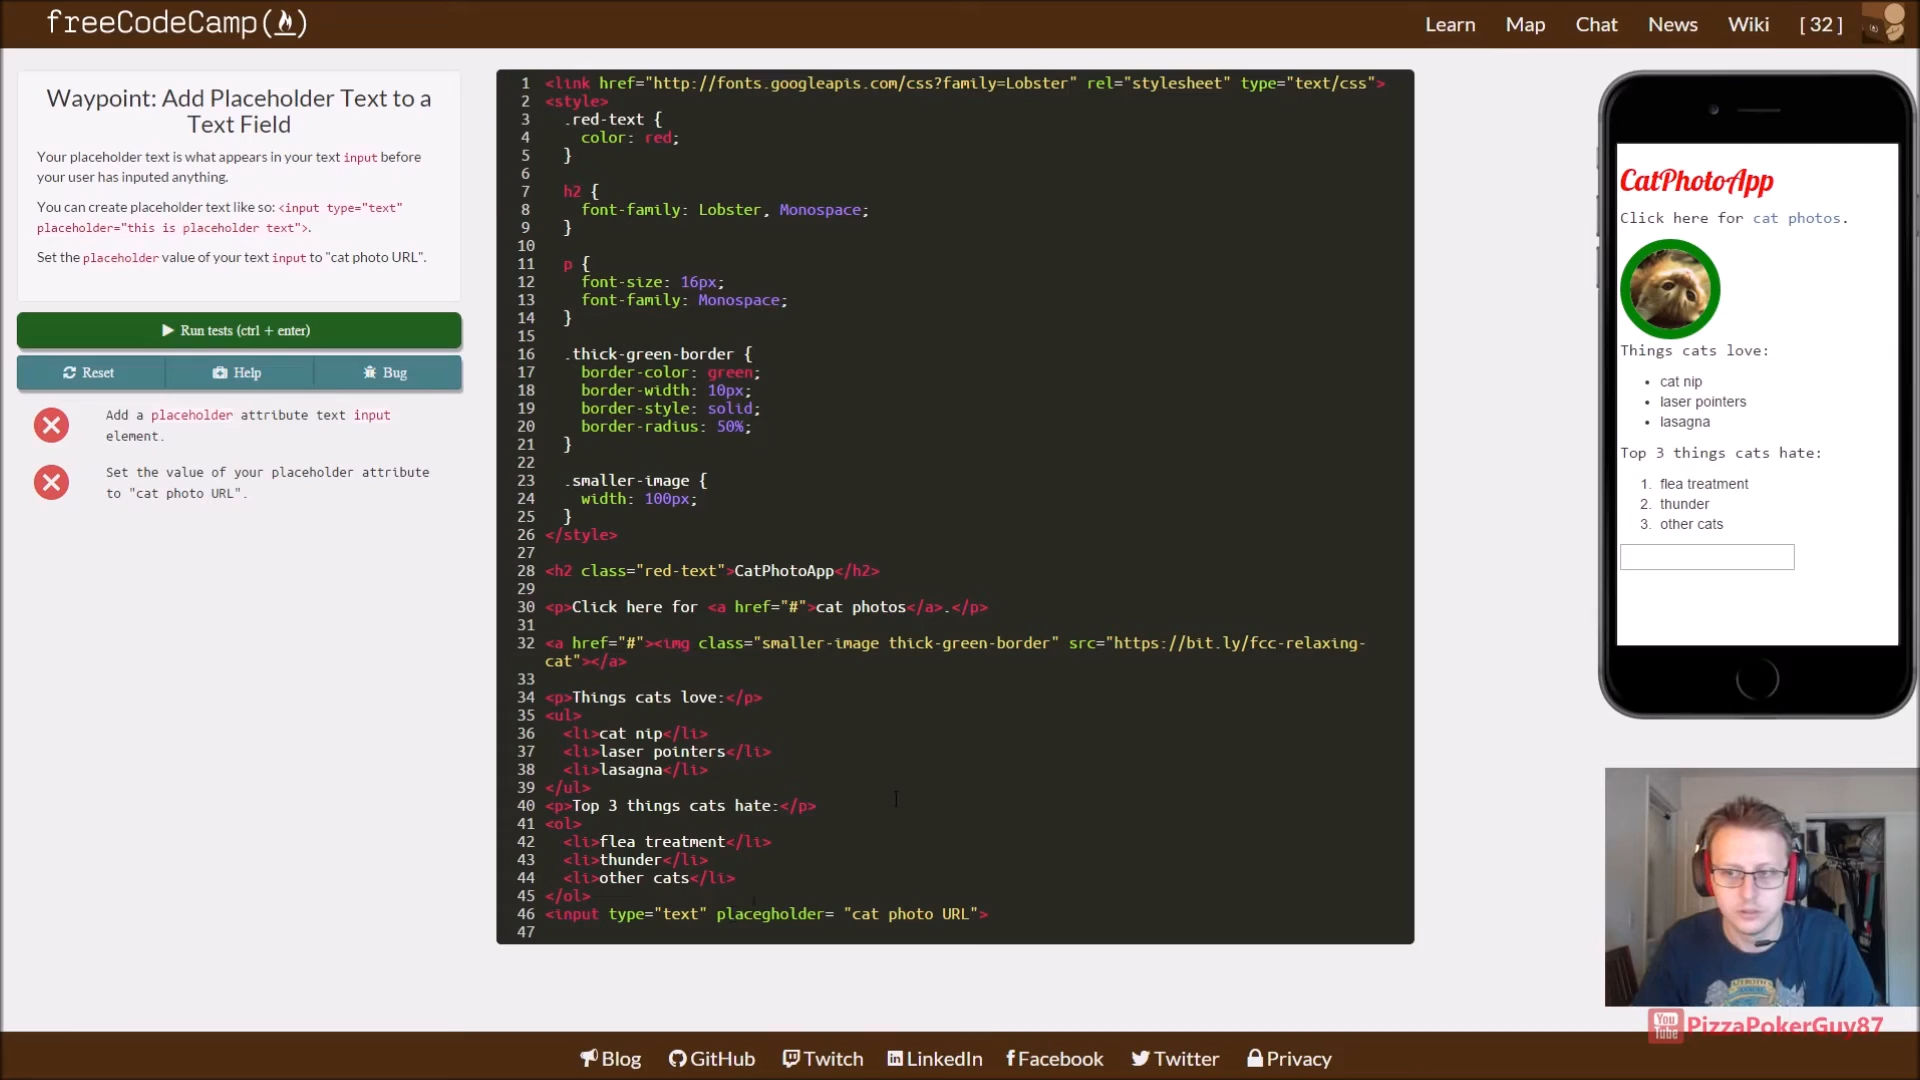 freeCodeCamp(🔥)
Learn Map Chat News Wiki [ 32 ]
Waypoint: Add Placeholder Text to a
Text Field
Your placeholder text is what appears in your text input before
your user has inputed anything.
You can create placeholder text like so: <input type="text"
placeholder="this is placeholder text">.
Set the placeholder value of your text input to "cat photo URL".
Run tests (ctrl + enter)
Reset Help Bug
Add a placeholder attribute text input
element.
Set the value of your placeholder attribute
to "cat photo URL".
1 <link href="http://fonts.googleapis.com/css?family=Lobster" rel="stylesheet" type="text/css">
2 <style>
3 .red-text {
4 color: red;
5 }
6
7 h2 {
8 font-family: Lobster, Monospace;
9 }
10
11 p {
12 font-size: 16px;
13 font-family: Monospace;
14 }
15
16 .thick-green-border {
17 border-color: green;
18 border-width: 10px;
19 border-style: solid;
20 border-radius: 50%;
21 }
22
23 .smaller-image {
24 width: 100px;
25 }
26 </style>
27
28 <h2 class="red-text">CatPhotoApp</h2>
29
30 <p>Click here for <a href="#">cat photos</a>.</p>
31
32 <a href="#"><img class="smaller-image thick-green-border" src="https://bit.ly/fcc-relaxing-
cat"></a>
33
34 <p>Things cats love:</p>
35 <ul>
36 <li>cat nip</li>
37 <li>laser pointers</li>
38 <li>lasagna</li>
39 </ul>
40 <p>Top 3 things cats hate:</p>
41 <ol>
42 <li>flea treatment</li>
43 <li>thunder</li>
44 <li>other cats</li>
45 </ol>
46 <input type="text" placegholder= "cat photo URL">
47
CatPhotoApp
Click here for cat photos.
Things cats love:
• cat nip
• laser pointers
• lasagna
Top 3 things cats hate:
1. flea treatment
2. thunder
3. other cats
You Tube PizzaPokerGuy87
Blog GitHub Twitch LinkedIn Facebook Twitter Privacy